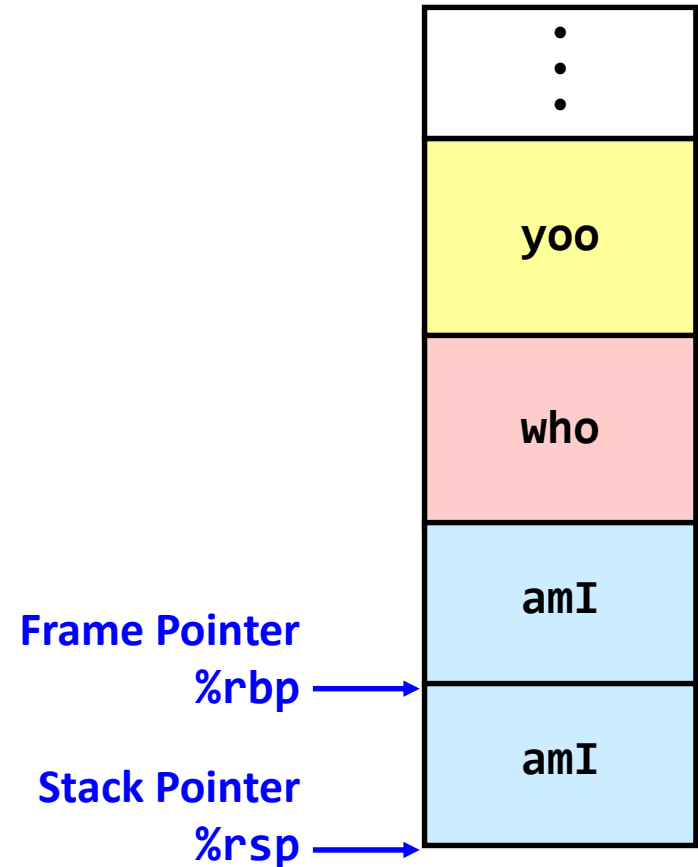 yoo
who
amI
Frame Pointer
%rbp
amI
Stack Pointer
%rsp